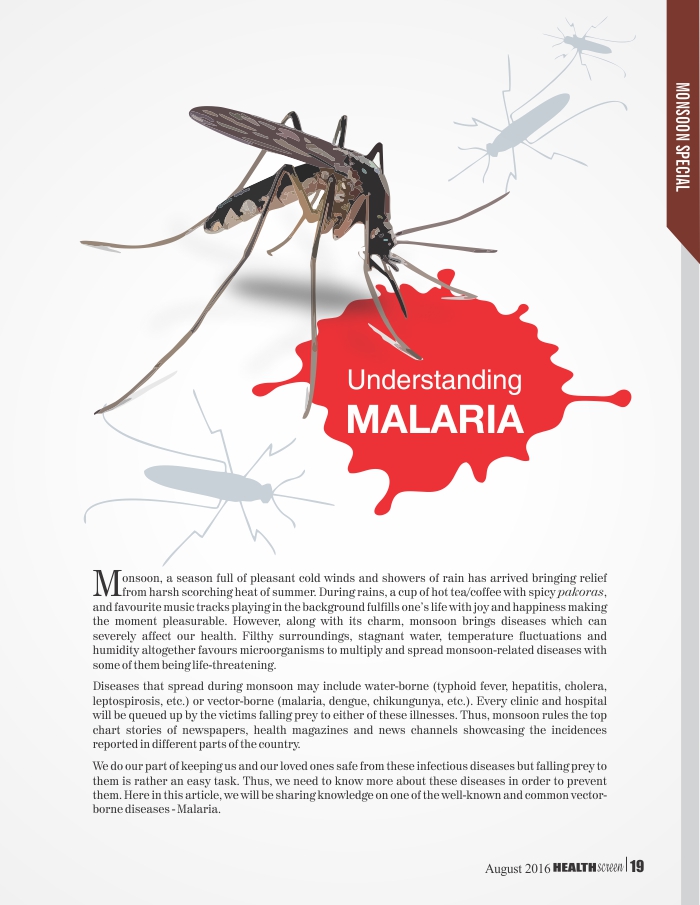 MONSOON SPECIAL
Understanding
MALARIA
Monsoon, a season full of pleasant cold winds and showers of rain has arrived bringing relief
from harsh scorching heat of summer. During rains, a cup of hot tea/coffee with spicy pakoras,
and favourite music tracks playing in the background fulfills one's life with joy and happiness making
the moment pleasurable. However, along with its charm, monsoon brings diseases which can
severely affect our health. Filthy surroundings, stagnant water, temperature fluctuations and
humidity altogether favours microorganisms to multiply and spread monsoon-related diseases with
some of them being life-threatening.
Diseases that spread during monsoon may include water-borne (typhoid fever, hepatitis, cholera,
leptospirosis, etc.) or vector-borne (malaria, dengue, chikungunya, etc.). Every clinic and hospital
will be queued up by the victims falling prey to either of these illnesses. Thus, monsoon rules the top
chart stories of newspapers, health magazines and news channels showcasing the incidences
reported in different parts of the country.
We do our part of keeping us and our loved ones safe from these infectious diseases but falling prey to
them is rather an easy task. Thus, we need to know more about these diseases in order to prevent
them. Here in this article, we will be sharing knowledge on one of the well-known and common vector-
borne diseases - Malaria.
August 2016 HEALTHscreen | 19